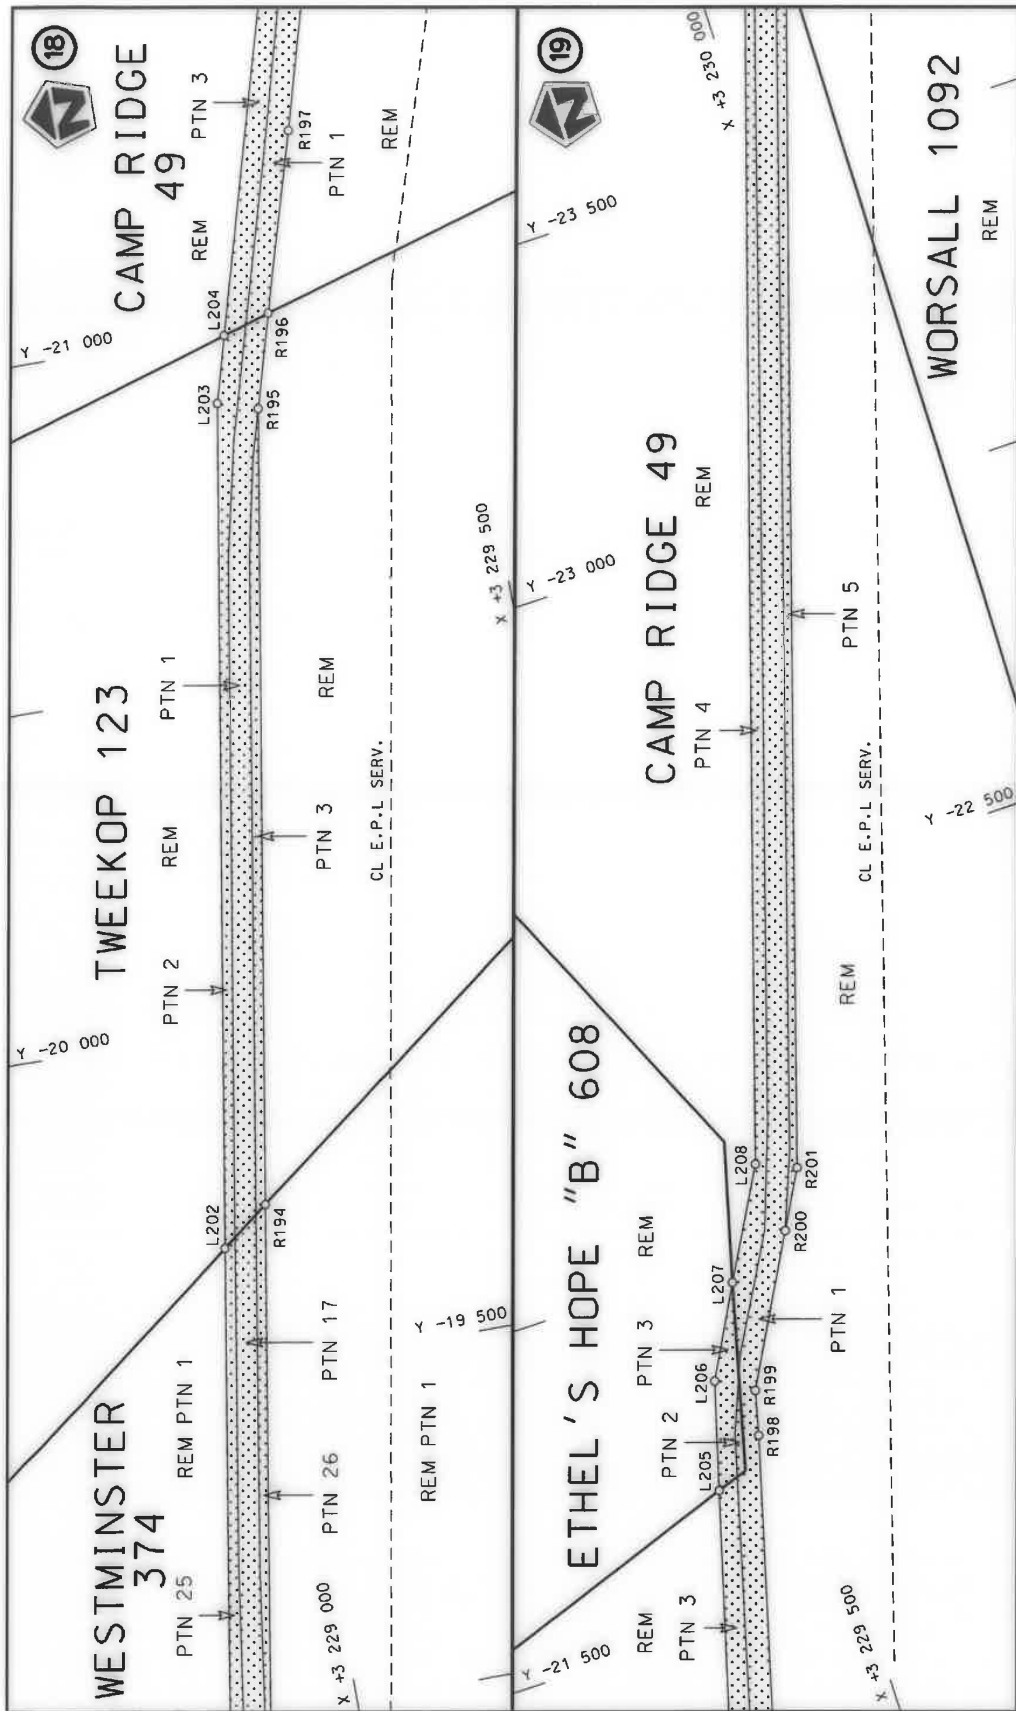 18
CAMP RIDGE
49
PTN 3
REM
R197
PTN 1
REM
Y -21 000
L204
R196
L203
R195
X +3 229 500
TWEEKOP 123
PTN 1
REM
REM
PTN 2
PTN 3
CL E.P.L SERV.
Y -20 000
L202
R194
Y -19 500
WESTMINSTER
374
REM PTN 1
PTN 17
PTN 25
PTN 26
REM PTN 1
X +3 229 000
19
X +3 230 000
Y -23 500
WORSALL 1092
REM
CAMP RIDGE 49
REM
Y -23 000
PTN 4
PTN 5
CL E.P.L SERV.
Y -22 500
REM
ETHEL'S HOPE "B" 608
REM
L208
R201
R200
L207
PTN 3
PTN 1
L206
R199
PTN 2
R198
L205
Y -21 500
REM
PTN 3
X +3 229 500